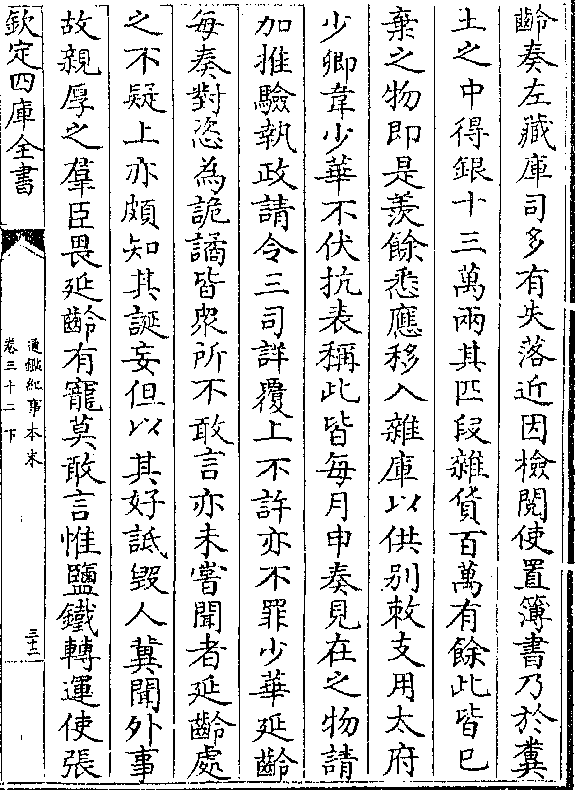 齡奏左藏庫司多有失落近因檢閱使置簿書乃於糞
土之中得銀十三萬兩其匹段雜貨百萬有餘此皆已
棄之物即是羨餘悉應移入雜庫以供别敕支用太府
少卿韋少華不伏抗表稱此皆每月申奏見在之物請
加推驗執政請令三司詳覆上不許亦不罪少華延齡
每奏對恣為詭譎皆衆所不敢言亦未嘗聞者延齡處
之不疑上亦頗知其誕妄但以其好詆毁人冀聞外事
故親厚之羣臣畏延齡有寵莫敢言惟鹽鐵轉運使張
欽定四庫全書
通鑑紀事本末
卷三十二下
三十二